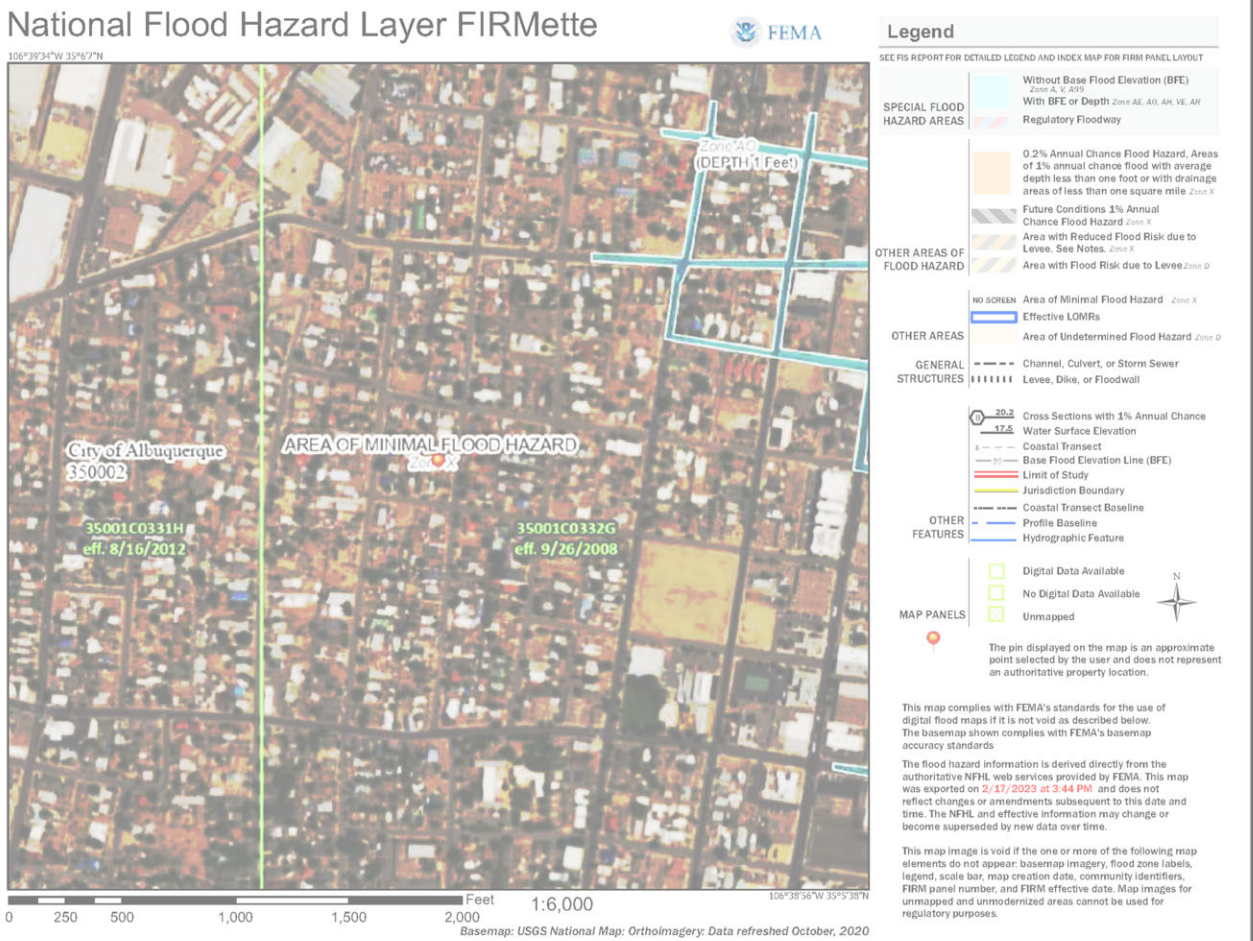 National Flood Hazard Layer FIRMette
FEMA
106°39'34"W 35°6'7"N
Zone AO
(DEPTH 1 Feet)
AREA OF MINIMAL FLOOD HAZARD
Zone X
City of Albuquerque
350002
35001C0331H
eff. 8/16/2012
35001C0332G
eff. 9/26/2008
106°38'56"W 35°5'38"N
0 250 500 1,000 1,500 2,000
Feet
1:6,000
Basemap: USGS National Map: Orthoimagery: Data refreshed October, 2020
Legend
SEE FIS REPORT FOR DETAILED LEGEND AND INDEX MAP FOR FIRM PANEL LAYOUT
SPECIAL FLOOD
HAZARD AREAS
Without Base Flood Elevation (BFE)
Zone A, V, A99
With BFE or Depth Zone AE, AO, AH, VE, AR
Regulatory Floodway
OTHER AREAS OF
FLOOD HAZARD
0.2% Annual Chance Flood Hazard, Areas
of 1% annual chance flood with average
depth less than one foot or with drainage
areas of less than one square mile Zone X
Future Conditions 1% Annual
Chance Flood Hazard Zone X
Area with Reduced Flood Risk due to
Levee. See Notes. Zone X
Area with Flood Risk due to Levee Zone D
OTHER AREAS
NO SCREEN Area of Minimal Flood Hazard Zone X
Effective LOMRs
Area of Undetermined Flood Hazard Zone D
GENERAL
STRUCTURES
Channel, Culvert, or Storm Sewer
Levee, Dike, or Floodwall
OTHER
FEATURES
B 20.2 Cross Sections with 1% Annual Chance
17.5 Water Surface Elevation
Coastal Transect
Base Flood Elevation Line (BFE)
Limit of Study
Jurisdiction Boundary
Coastal Transect Baseline
Profile Baseline
Hydrographic Feature
MAP PANELS
Digital Data Available
No Digital Data Available
Unmapped
N
The pin displayed on the map is an approximate
point selected by the user and does not represent
an authoritative property location.
This map complies with FEMA's standards for the use of
digital flood maps if it is not void as described below.
The basemap shown complies with FEMA's basemap
accuracy standards
The flood hazard information is derived directly from the
authoritative NFHL web services provided by FEMA. This map
was exported on 2/17/2023 at 3:44 PM and does not
reflect changes or amendments subsequent to this date and
time. The NFHL and effective information may change or
become superseded by new data over time.
This map image is void if the one or more of the following map
elements do not appear: basemap imagery, flood zone labels,
legend, scale bar, map creation date, community identifiers,
FIRM panel number, and FIRM effective date. Map images for
unmapped and unmodernized areas cannot be used for
regulatory purposes.